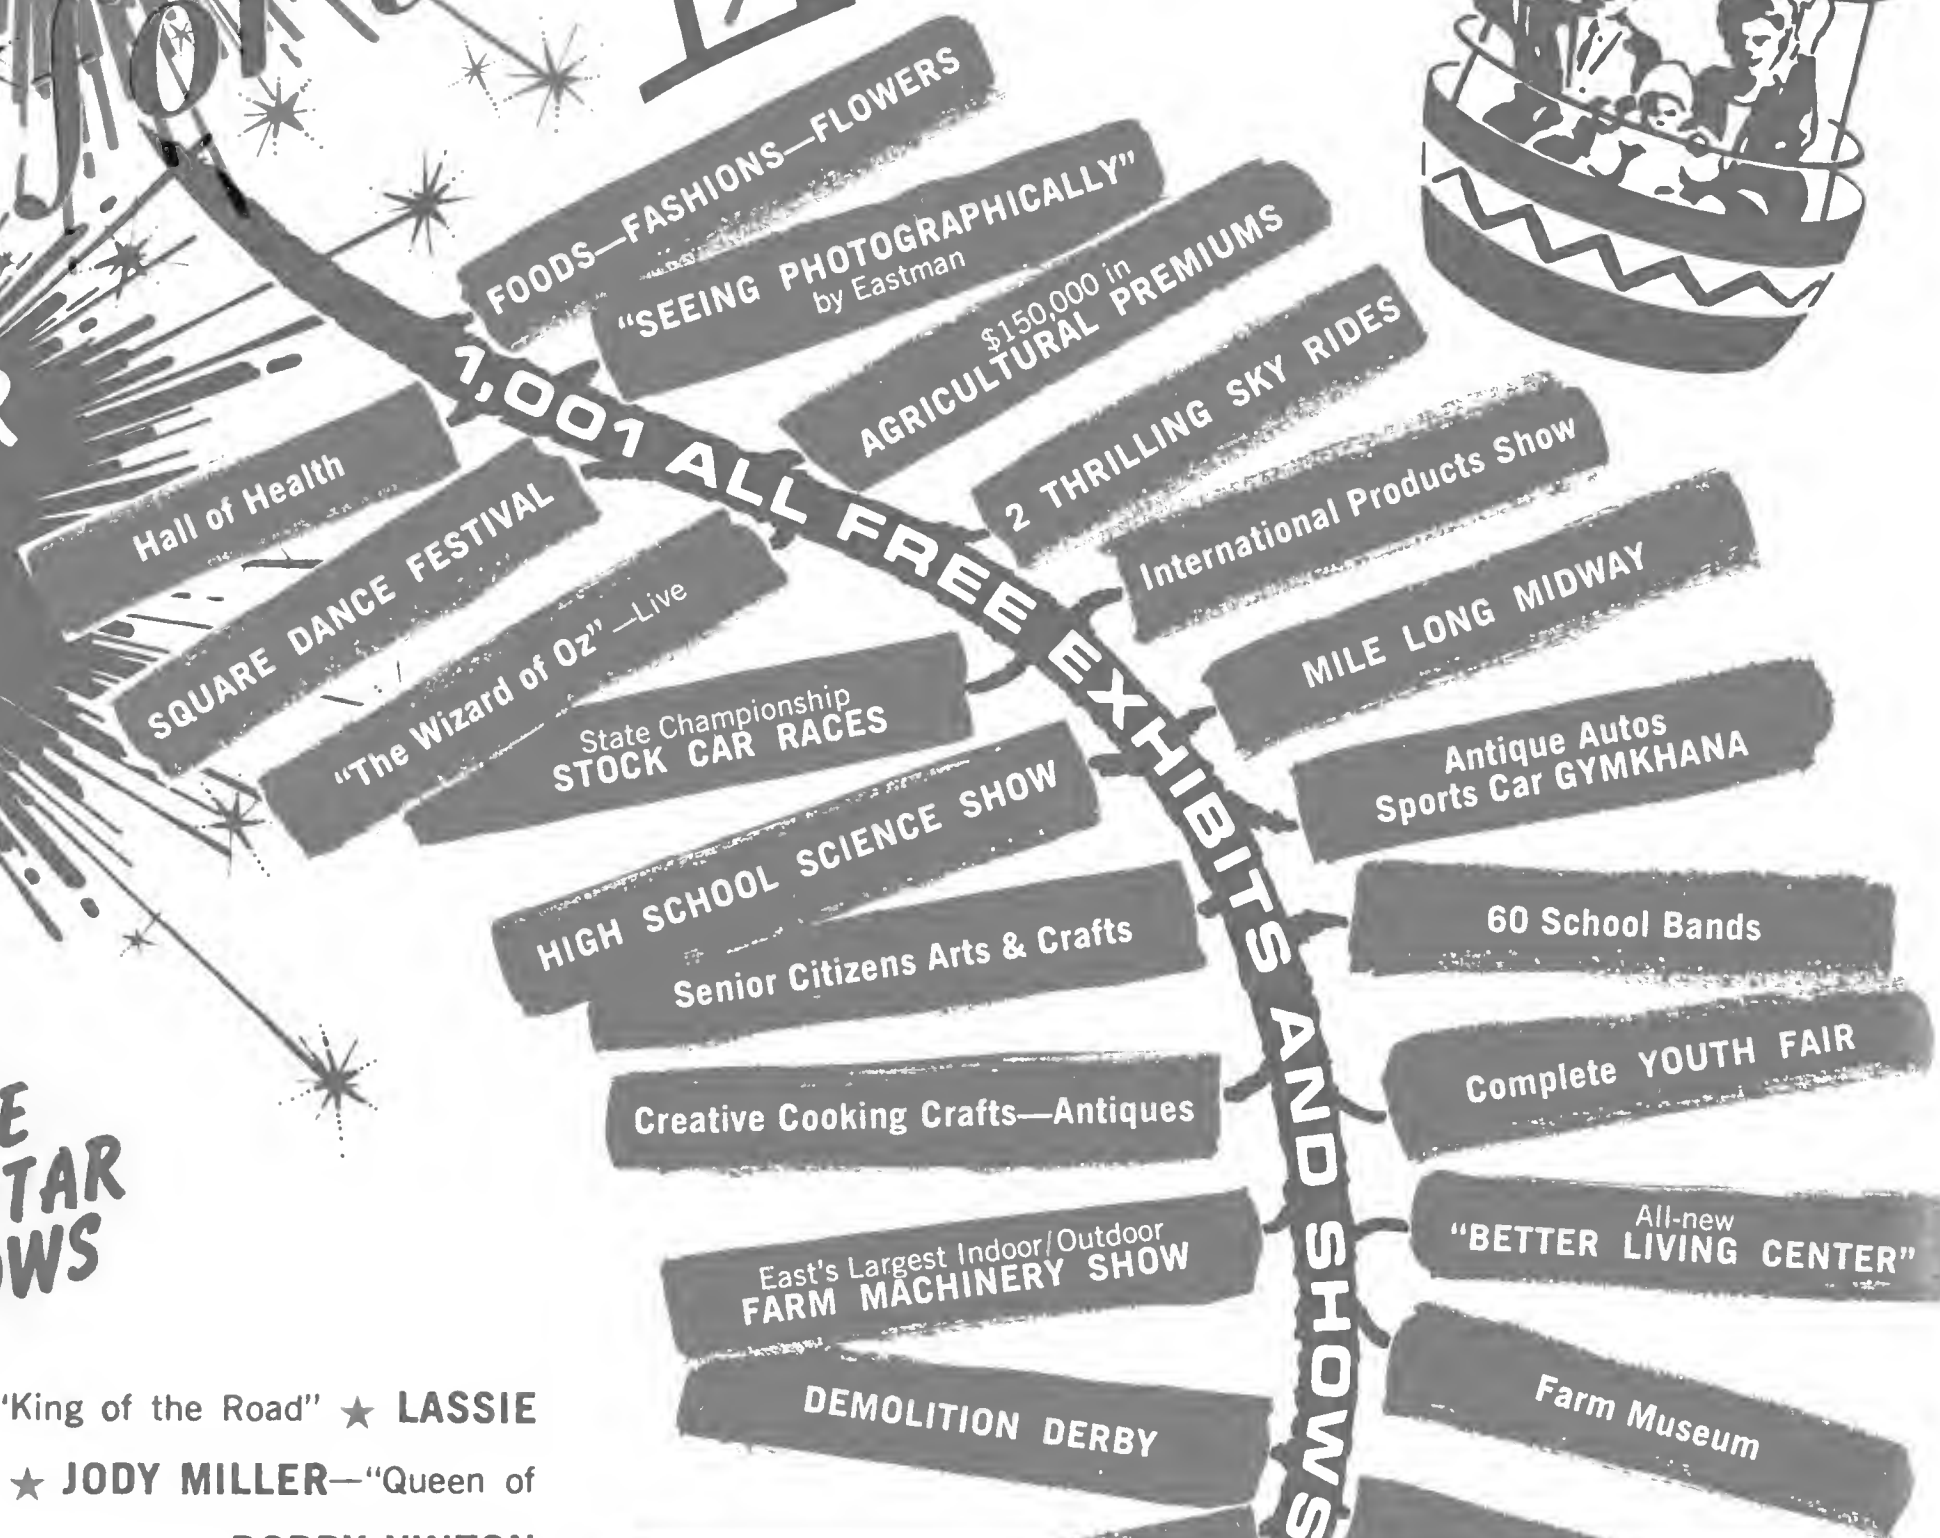 for
FOODS—FASHIONS—FLOWERS
"SEEING PHOTOGRAPHICALLY"
by Eastman
$150,000 in
AGRICULTURAL PREMIUMS
2 THRILLING SKY RIDES
International Products Show
MILE LONG MIDWAY
Antique Autos
Sports Car GYMKHANA
60 School Bands
Complete YOUTH FAIR
All-new
"BETTER LIVING CENTER"
Farm Museum
1,001 ALL FREE EXHIBITS AND SHOWS
Hall of Health
SQUARE DANCE FESTIVAL
"The Wizard of Oz"—Live
State Championship
STOCK CAR RACES
HIGH SCHOOL SCIENCE SHOW
Senior Citizens Arts & Crafts
Creative Cooking Crafts—Antiques
East's Largest Indoor/Outdoor
FARM MACHINERY SHOW
DEMOLITION DERBY
E
TAR
OWS
"King of the Road" ★ LASSIE
★ JODY MILLER—"Queen of